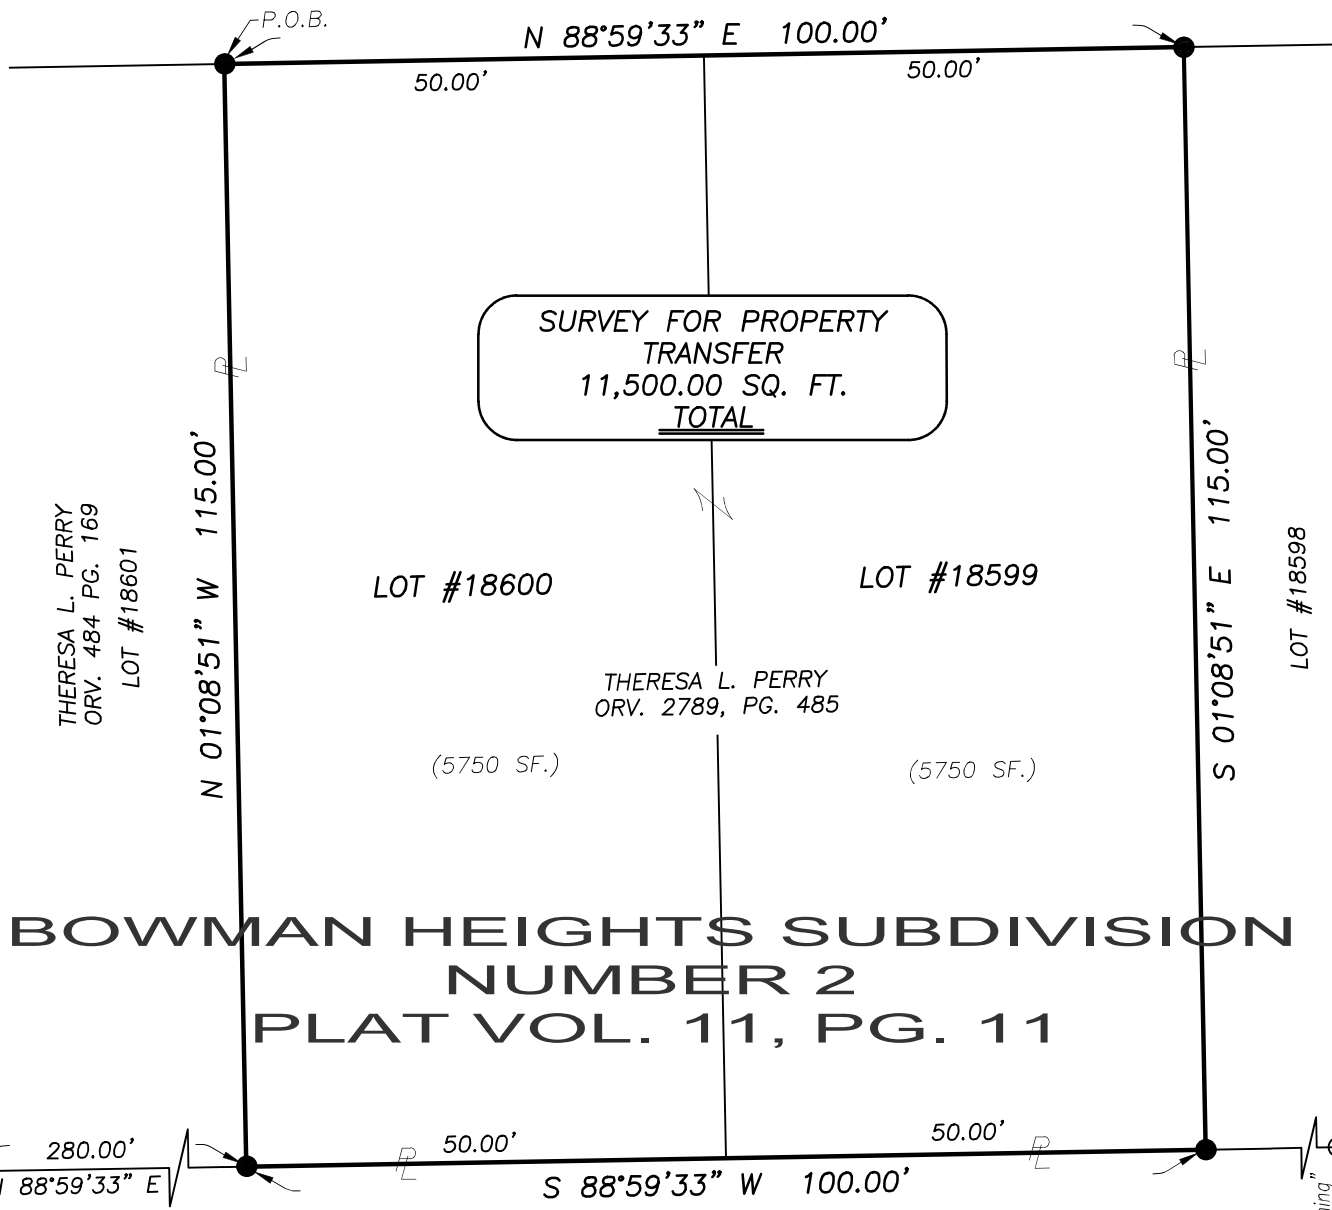 P.O.B.
N 88°59'33" E 100.00'
50.00'
50.00'
SURVEY FOR PROPERTY
TRANSFER
11,500.00 SQ. FT.
TOTAL
PL
PL
N 01°08'51" W 115.00'
S 01°08'51" E 115.00'
THERESA L. PERRY
ORV. 484 PG. 169
LOT #18601
LOT #18600
LOT #18599
LOT #18598
THERESA L. PERRY
ORV. 2789, PG. 485
(5750 SF.)
(5750 SF.)
BOWMAN HEIGHTS SUBDIVISION
NUMBER 2
PLAT VOL. 11, PG. 11
280.00'
88°59'33" E
50.00'
50.00'
PL
PL
S 88°59'33" W 100.00'